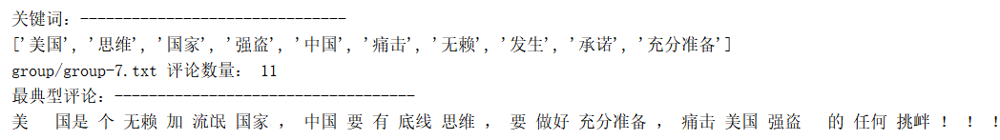 关键词：-------------------------------
['美国', '思维', '国家', '强盗', '中国', '痛击', '无赖', '发生', '承诺', '充分准备']
group/group-7.txt 评论数量： 11
最典型评论：-----------------------------------
美   国是 个 无赖 加 流氓 国家 ， 中国 要 有 底线 思维 ， 要 做好 充分准备 ， 痛击 美国 强盗   的 任何 挑衅 ！ ！ ！